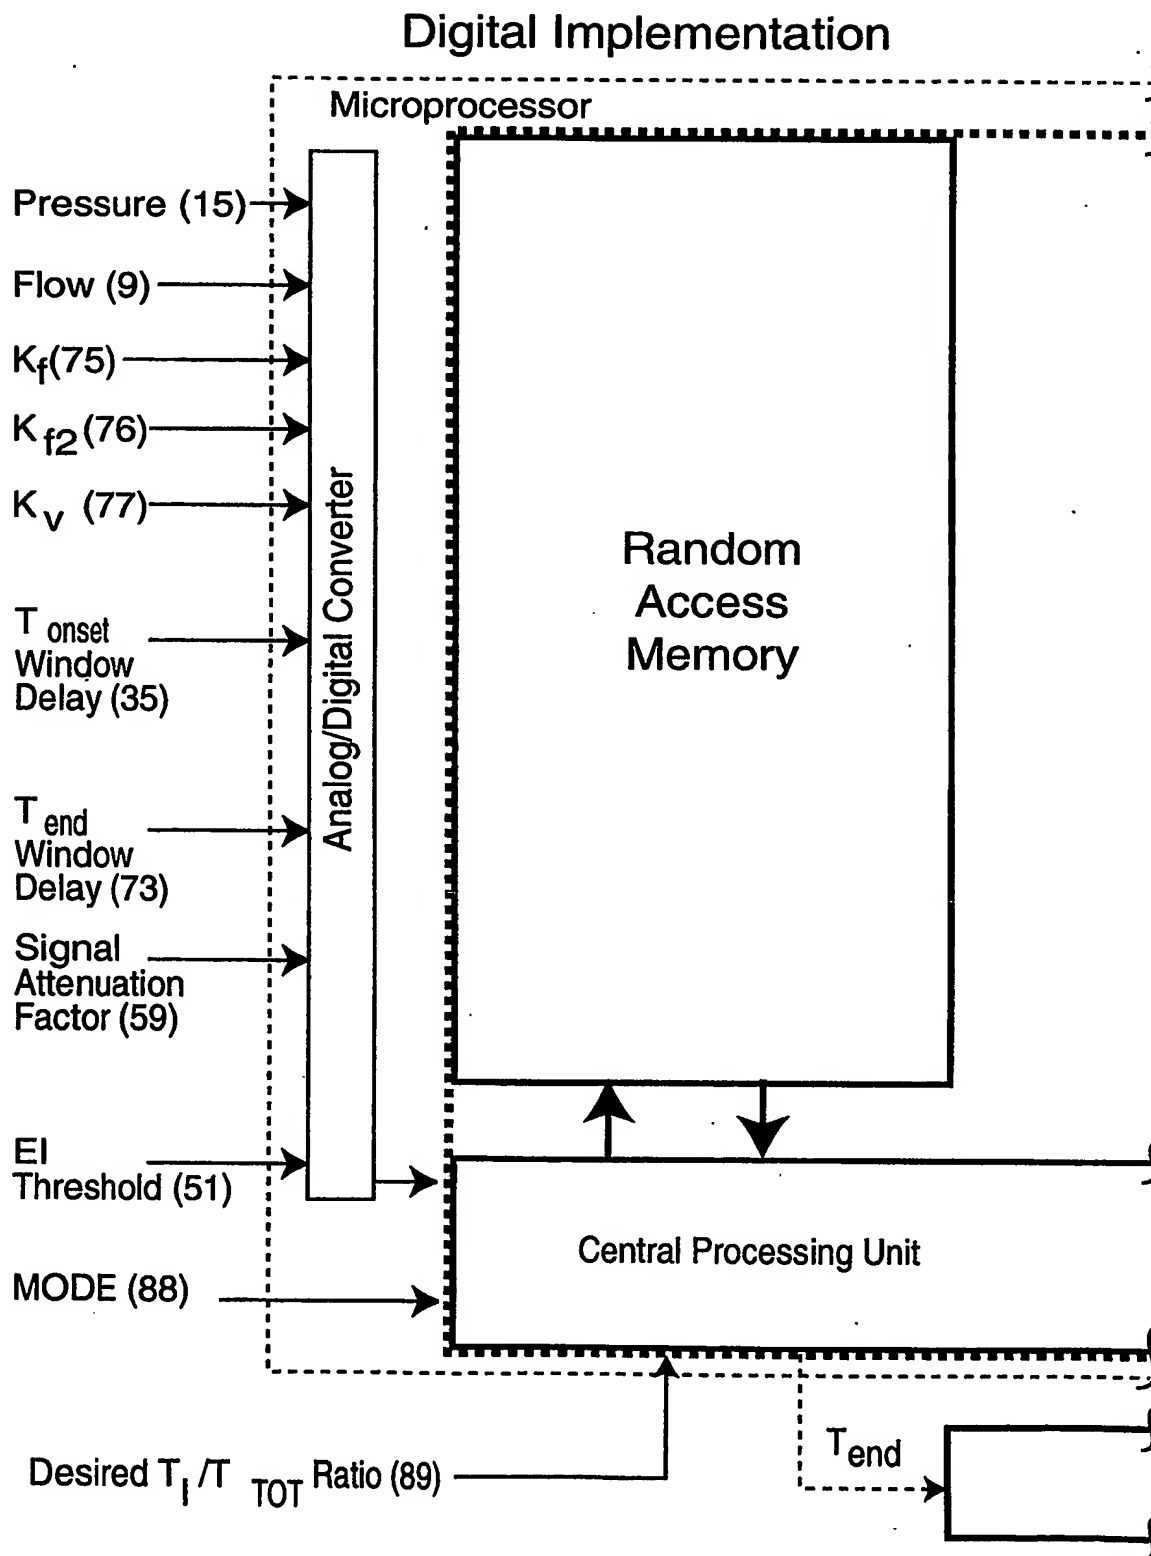 Digital Implementation
Microprocessor
Pressure (15)
Flow (9)
Kf(75)
Kf2(76)
Kv (77)
T onset
Window
Delay (35)
T end
Window
Delay (73)
Signal
Attenuation
Factor (59)
EI
Threshold (51)
MODE (88)
Analog/Digital Converter
Random
Access
Memory
Central Processing Unit
Desired TI/T TOT Ratio (89)
Tend